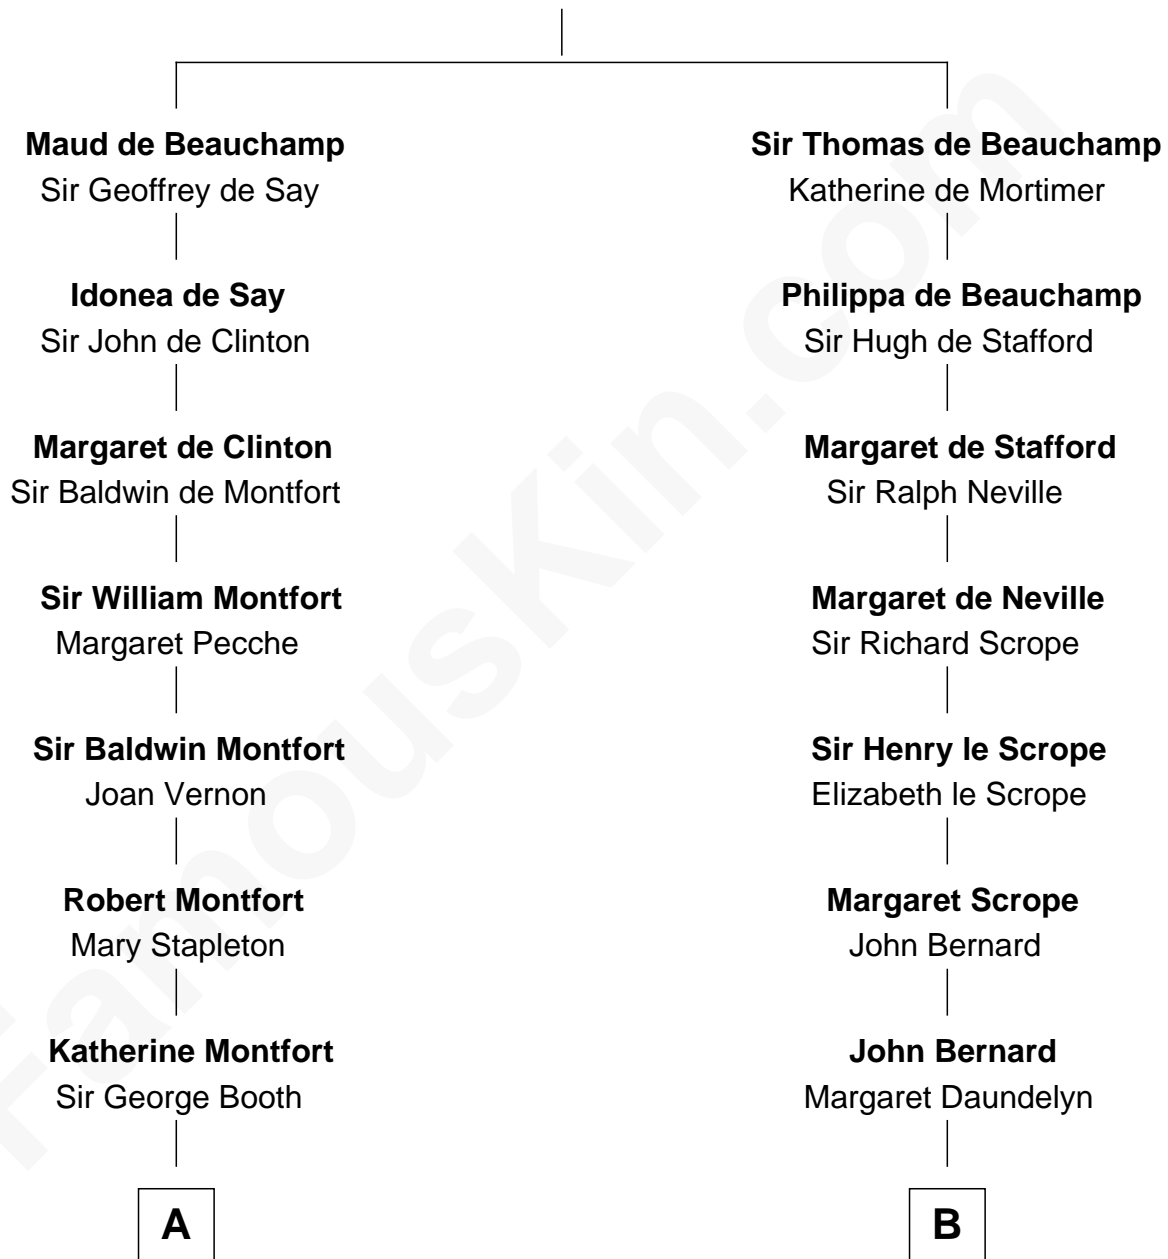 Maud de Beauchamp
Sir Geoffrey de Say
Idonea de Say
Sir John de Clinton
Margaret de Clinton
Sir Baldwin de Montfort
Sir William Montfort
Margaret Pecche
Sir Baldwin Montfort
Joan Vernon
Robert Montfort
Mary Stapleton
Katherine Montfort
Sir George Booth
A
Sir Thomas de Beauchamp
Katherine de Mortimer
Philippa de Beauchamp
Sir Hugh de Stafford
Margaret de Stafford
Sir Ralph Neville
Margaret de Neville
Sir Richard Scrope
Sir Henry le Scrope
Elizabeth le Scrope
Margaret Scrope
John Bernard
John Bernard
Margaret Daundelyn
B
FamousKin.com